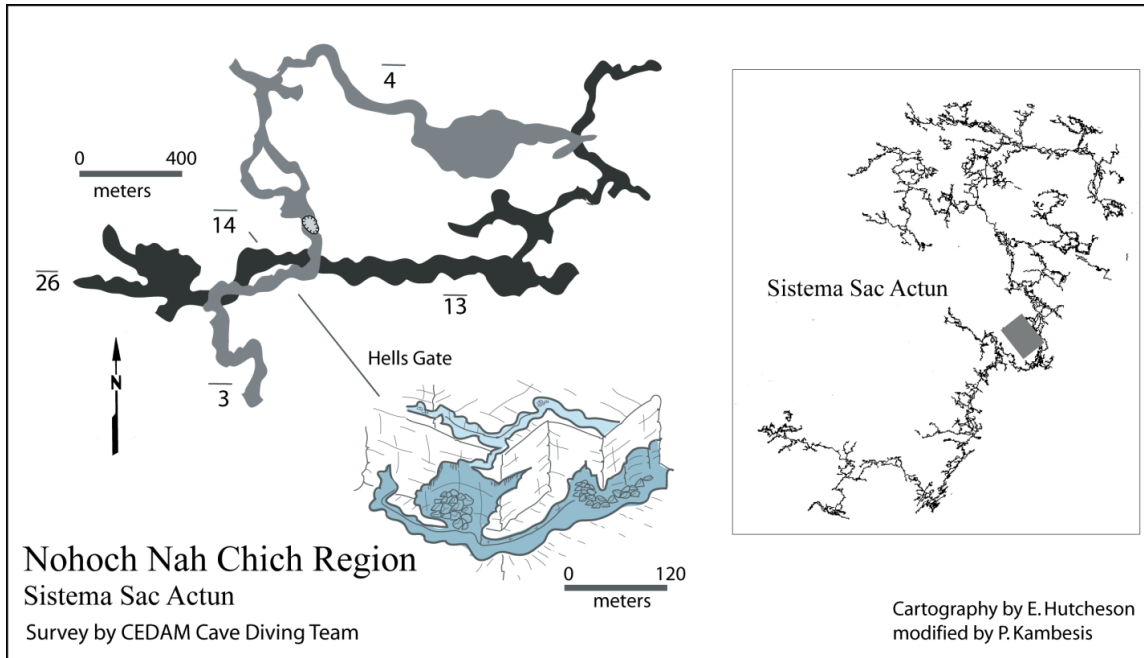 4
0 400
meters
14
26
13
3
N
Hells Gate
Sistema Sac Actun
Nohoch Nah Chich Region
Sistema Sac Actun
Survey by CEDAM Cave Diving Team
0 120
meters
Cartography by E. Hutcheson
modified by P. Kambesis